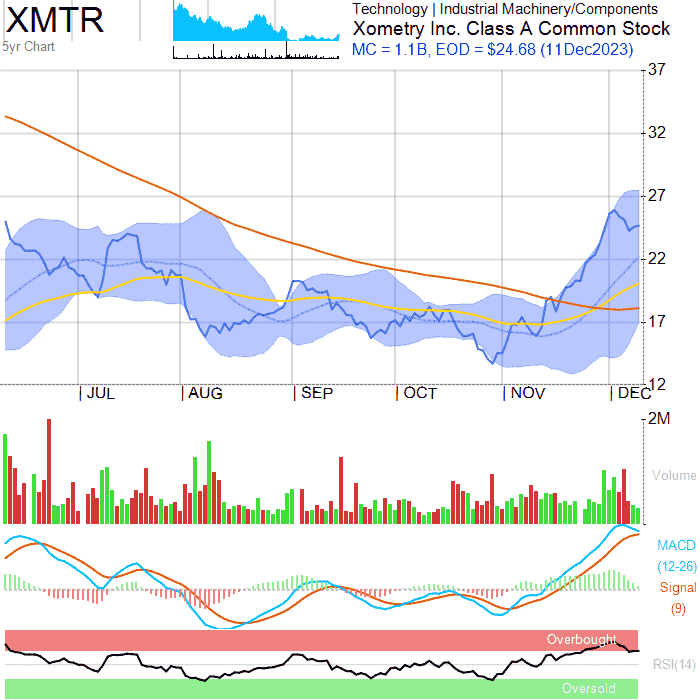 XMTR
5yr Chart
Technology | Industrial Machinery/Components
Xometry Inc. Class A Common Stock
MC = 1.1B, EOD = $24.68 (11Dec2023)
37
32
27
22
17
12
JUL AUG SEP OCT NOV DEC
2M
Volume
MACD
(12-26)
Signal
(9)
Overbought
RSI(14)
Oversold